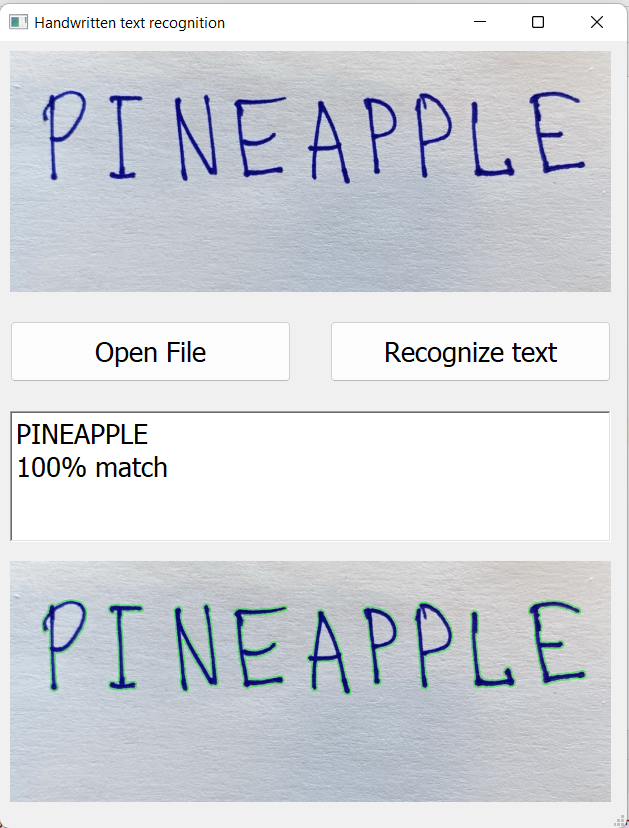 Handwritten text recognition
PINEAPPLE
Open File
Recognize text
PINEAPPLE
100% match
PINEAPPLE